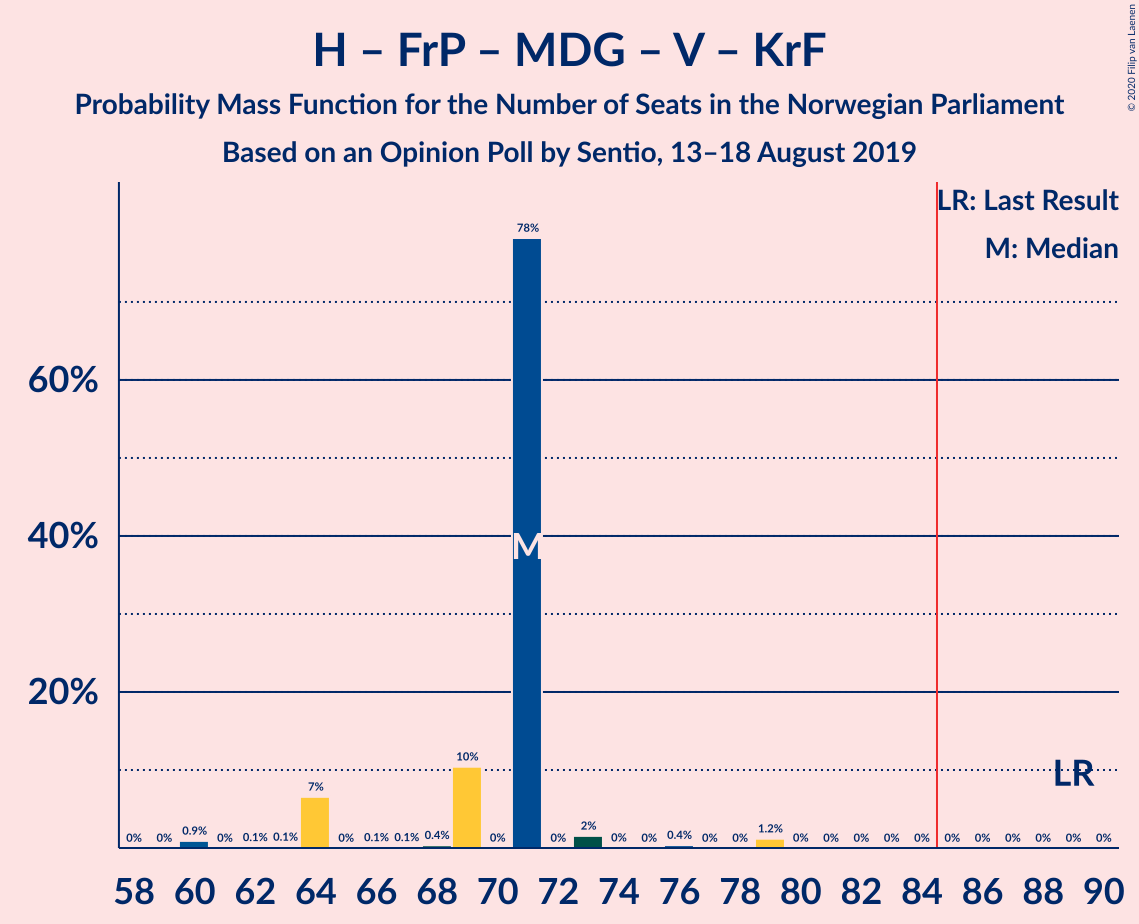 H – FrP – MDG – V – KrF
Probability Mass Function for the Number of Seats in the Norwegian Parliament
Based on an Opinion Poll by Sentio, 13–18 August 2019
© 2020 Filip van Laenen
LR: Last Result
M: Median
60%
40%
20%
0% 0% 0.9% 0% 0.1% 0.1% 7% 0% 0.1% 0.1% 0.4% 10% 0% 78% 0% 2% 0% 0% 0.4% 0% 0% 1.2% 0% 0% 0% 0% 0% 0% 0% 0% 0% 0% 0%
M
LR
58 60 62 64 66 68 70 72 74 76 78 80 82 84 86 88 90